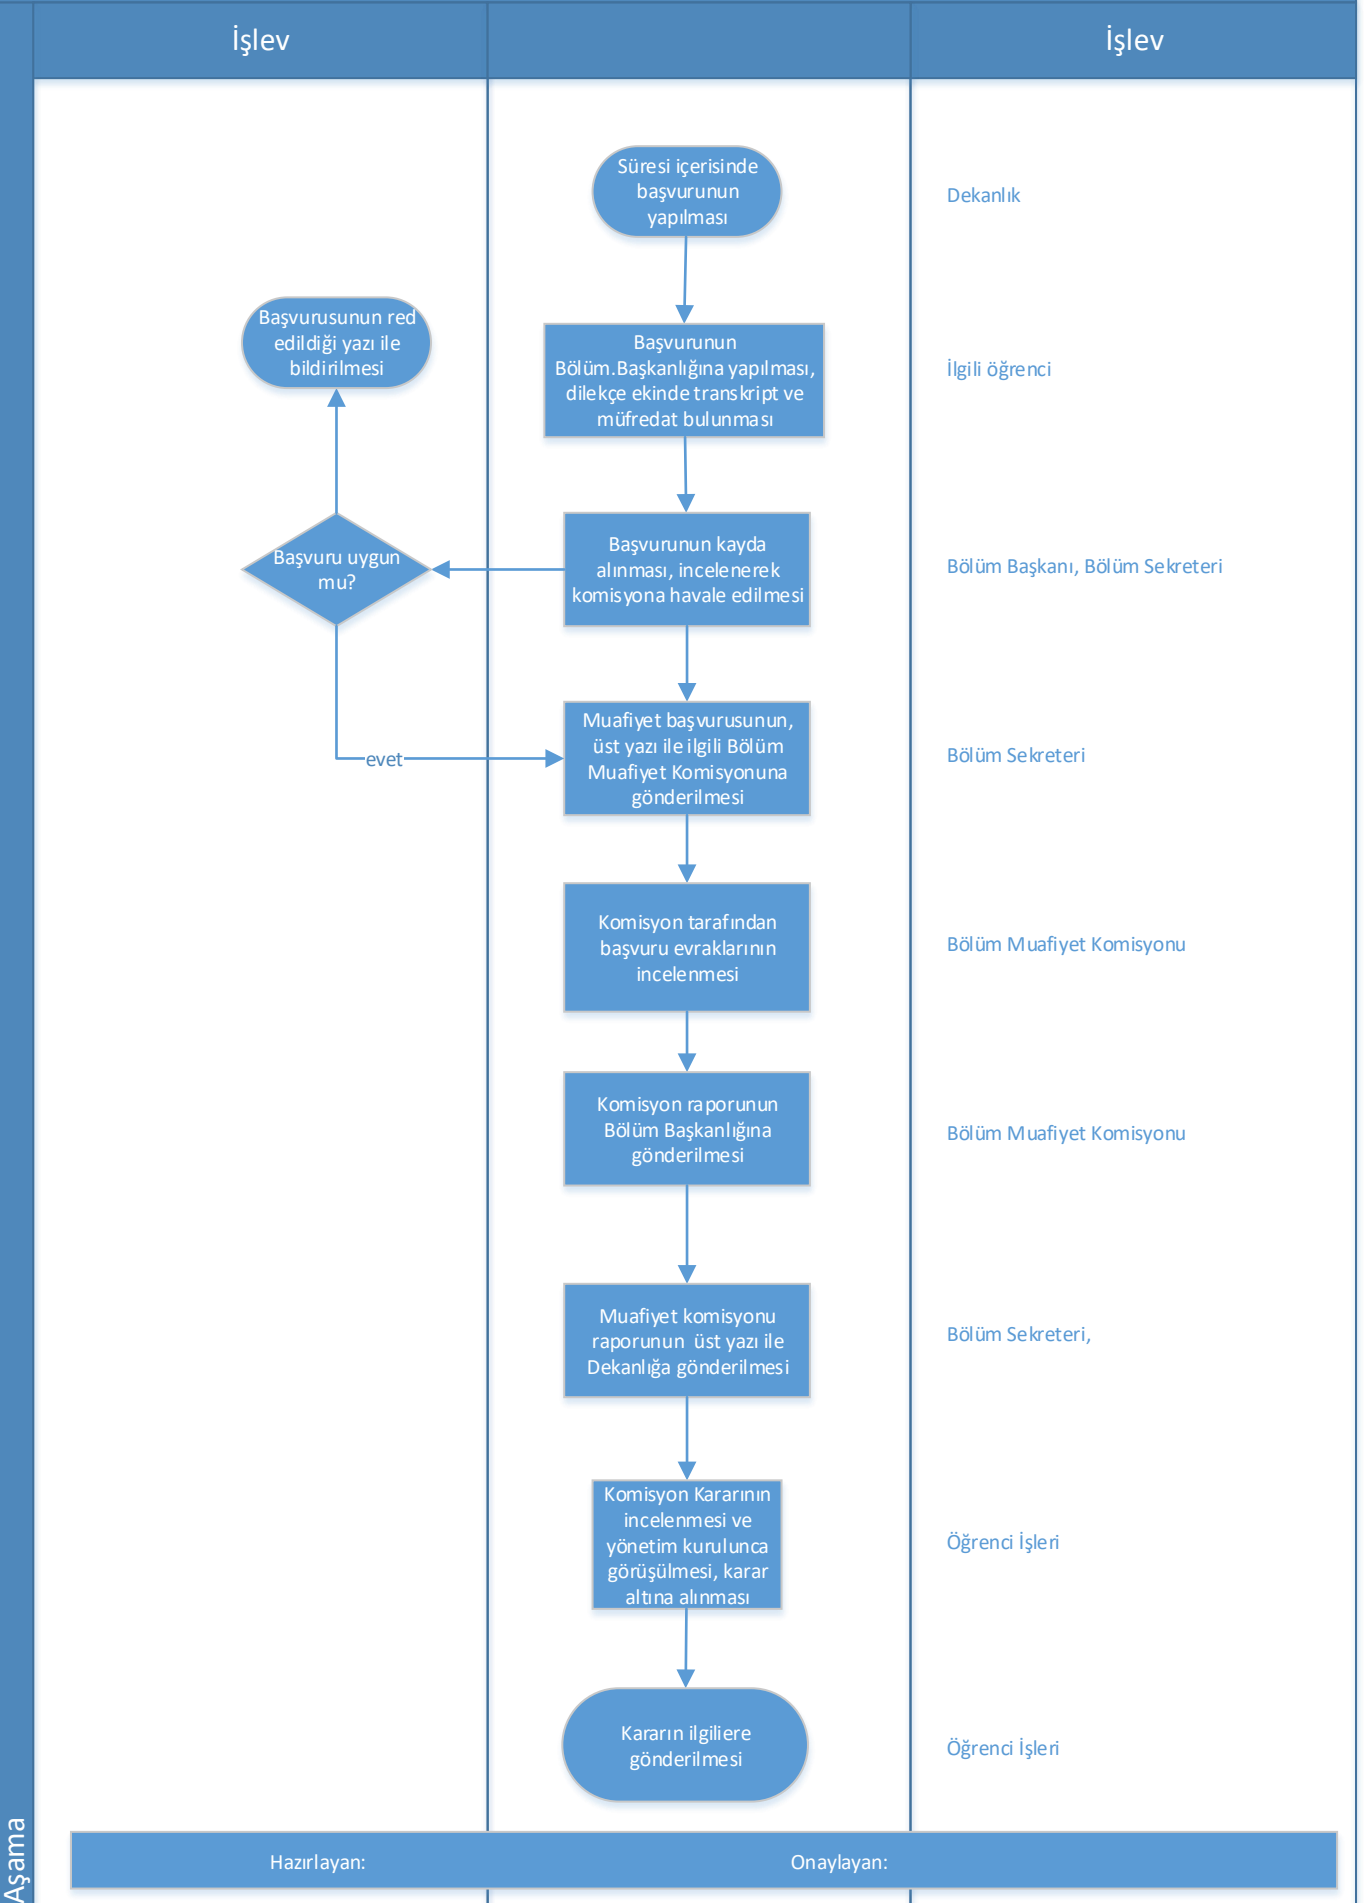 İşlev
İşlev
Süresi içerisinde
başvurunun
yapılması
Dekanlık
Başvurusunun red
edildiği yazı ile
bildirilmesi
Başvurunun
Bölüm.Başkanlığına yapılması,
dilekçe ekinde transkript ve
müfredat bulunması
İlgili öğrenci
Başvuru uygun
mu?
Başvurunun kayda
alınması, incelenerek
komisyona havale edilmesi
Bölüm Başkanı, Bölüm Sekreteri
evet
Muafiyet başvurusunun,
üst yazı ile ilgili Bölüm
Muafiyet Komisyonuna
gönderilmesi
Bölüm Sekreteri
Komisyon tarafından
başvuru evraklarının
incelenmesi
Bölüm Muafiyet Komisyonu
Komisyon raporunun
Bölüm Başkanlığına
gönderilmesi
Bölüm Muafiyet Komisyonu
Muafiyet komisyonu
raporunun üst yazı ile
Dekanlığa gönderilmesi
Bölüm Sekreteri,
Komisyon Kararının
incelenmesi ve
yönetim kurulunca
görüşülmesi, karar
altına alınması
Öğrenci İşleri
Kararın ilgiliere
gönderilmesi
Öğrenci İşleri
Aşama
Hazırlayan:
Onaylayan: